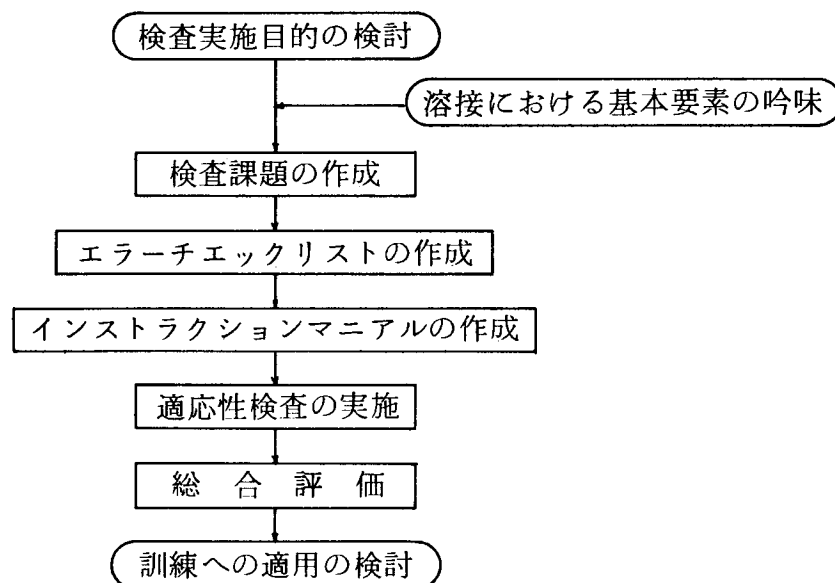 検査実施目的の検討
溶接における基本要素の吟味
検査課題の作成
エラーチエックリストの作成
インストラクションマニアルの作成
適応性検査の実施
総合評価
訓練への適用の検討